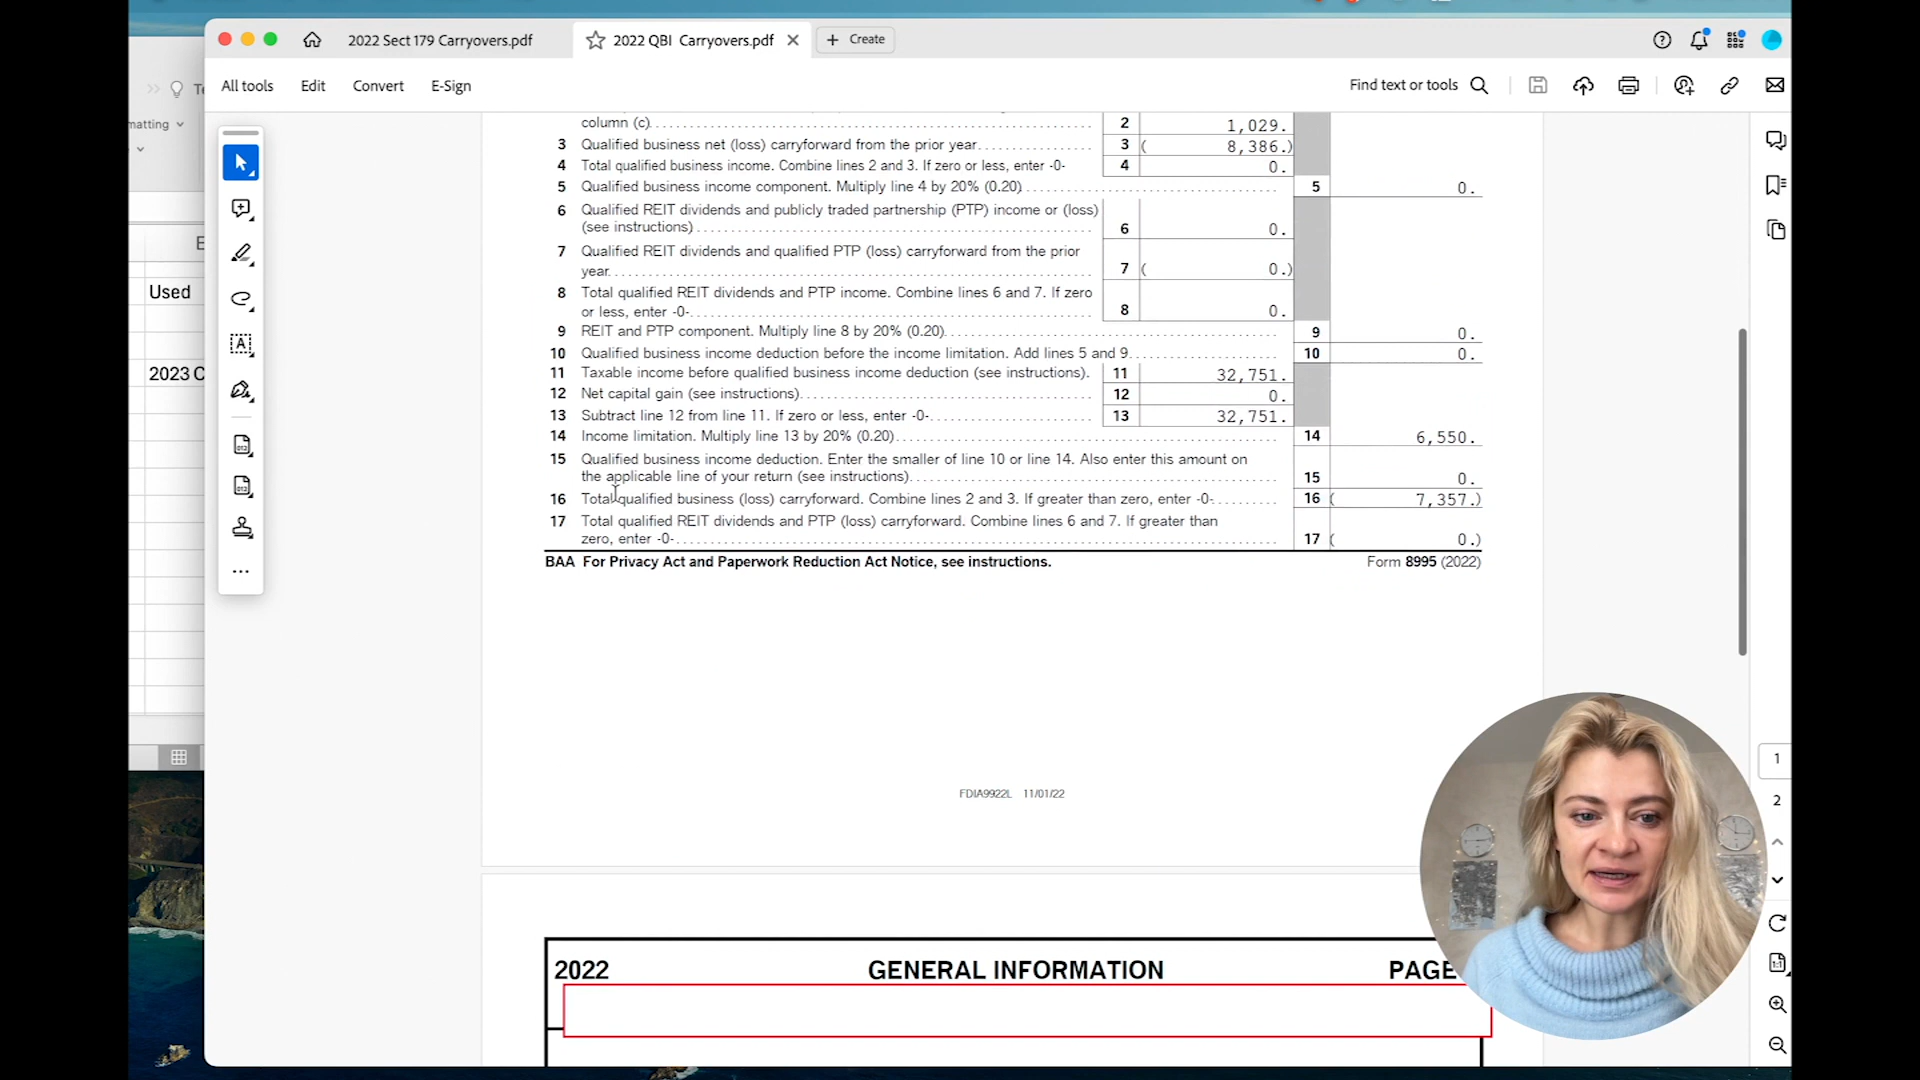 2022 Sect 179 Carryovers.pdf
2022 QBI Carryovers.pdf
Create
All tools
Edit
Convert
E-Sign
Find text or tools
matting
Used
2023 C
column (c) 2 1,029.
3 Qualified business net (loss) carryforward from the prior year 3 ( 8,386.)
4 Total qualified business income. Combine lines 2 and 3. If zero or less, enter -0- 4 0.
5 Qualified business income component. Multiply line 4 by 20% (0.20) 5 0.
6 Qualified REIT dividends and publicly traded partnership (PTP) income or (loss)
(see instructions) 6 0.
7 Qualified REIT dividends and qualified PTP (loss) carryforward from the prior
year 7 ( 0.)
8 Total qualified REIT dividends and PTP income. Combine lines 6 and 7. If zero
or less, enter -0- 8 0.
9 REIT and PTP component. Multiply line 8 by 20% (0.20) 9 0.
10 Qualified business income deduction before the income limitation. Add lines 5 and 9 10 0.
11 Taxable income before qualified business income deduction (see instructions). 11 32,751.
12 Net capital gain (see instructions) 12 0.
13 Subtract line 12 from line 11. If zero or less, enter -0- 13 32,751.
14 Income limitation. Multiply line 13 by 20% (0.20) 14 6,550.
15 Qualified business income deduction. Enter the smaller of line 10 or line 14. Also enter this amount on
the applicable line of your return (see instructions) 15 0.
16 Total qualified business (loss) carryforward. Combine lines 2 and 3. If greater than zero, enter -0- 16 ( 7,357.)
17 Total qualified REIT dividends and PTP (loss) carryforward. Combine lines 6 and 7. If greater than
zero, enter -0- 17 ( 0.)
BAA For Privacy Act and Paperwork Reduction Act Notice, see instructions. Form 8995 (2022)
FDIA9922L 11/01/22
1
2
2022 GENERAL INFORMATION PAGE